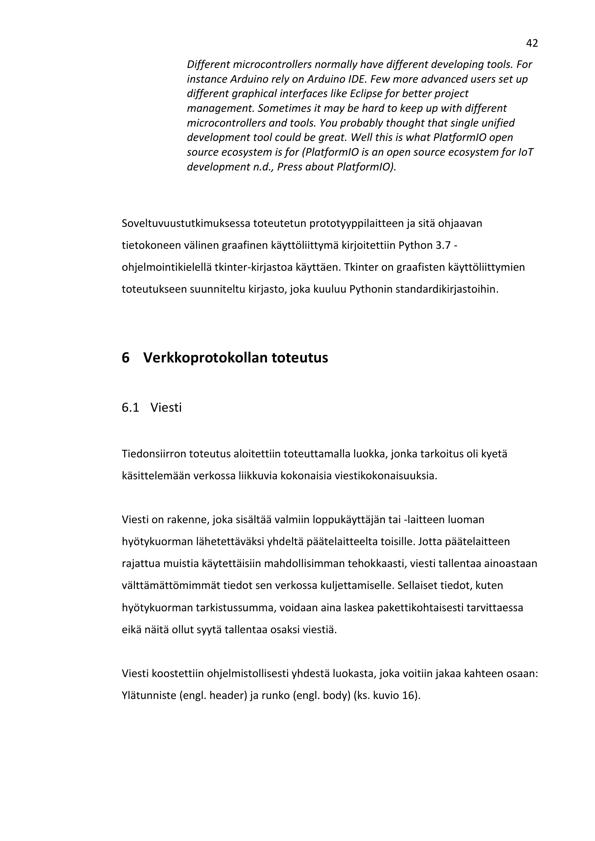 42
Different microcontrollers normally have different developing tools. For
instance Arduino rely on Arduino IDE. Few more advanced users set up
different graphical interfaces like Eclipse for better project
management. Sometimes it may be hard to keep up with different
microcontrollers and tools. You probably thought that single unified
development tool could be great. Well this is what PlatformIO open
source ecosystem is for (PlatformIO is an open source ecosystem for IoT
development n.d., Press about PlatformIO).
Soveltuvuustutkimuksessa toteutetun prototyyppilaitteen ja sitä ohjaavan
tietokoneen välinen graafinen käyttöliittymä kirjoitettiin Python 3.7 -
ohjelmointikielellä tkinter-kirjastoa käyttäen. Tkinter on graafisten käyttöliittymien
toteutukseen suunniteltu kirjasto, joka kuuluu Pythonin standardikirjastoihin.
6 Verkkoprotokollan toteutus
6.1 Viesti
Tiedonsiirron toteutus aloitettiin toteuttamalla luokka, jonka tarkoitus oli kyetä
käsittelemään verkossa liikkuvia kokonaisia viestikokonaisuuksia.
Viesti on rakenne, joka sisältää valmiin loppukäyttäjän tai -laitteen luoman
hyötykuorman lähetettäväksi yhdeltä päätelaitteelta toisille. Jotta päätelaitteen
rajattua muistia käytettäisiin mahdollisimman tehokkaasti, viesti tallentaa ainoastaan
välttämättömimmät tiedot sen verkossa kuljettamiselle. Sellaiset tiedot, kuten
hyötykuorman tarkistussumma, voidaan aina laskea pakettikohtaisesti tarvittaessa
eikä näitä ollut syytä tallentaa osaksi viestiä.
Viesti koostettiin ohjelmistollisesti yhdestä luokasta, joka voitiin jakaa kahteen osaan:
Ylätunniste (engl. header) ja runko (engl. body) (ks. kuvio 16).